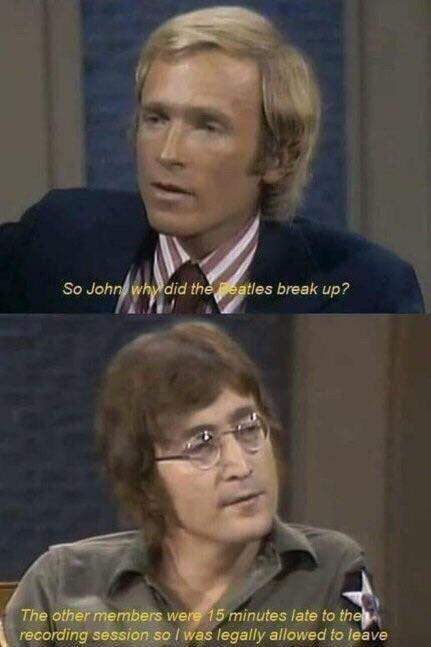 So John, why did the Beatles break up?
The other members were 15 minutes late to the
recording session so I was legally allowed to leave